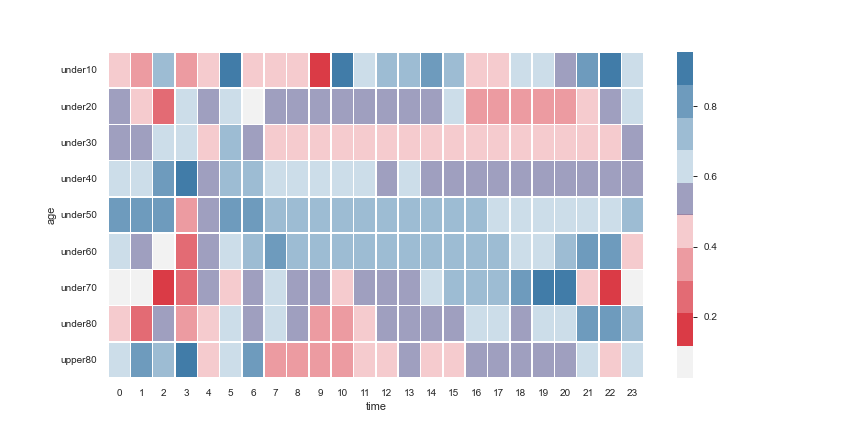 under10
under20
under30
under40
under50
under60
under70
under80
upper80
age
0 1 2 3 4 5 6 7 8 9 10 11 12 13 14 15 16 17 18 19 20 21 22 23
time
0.8
0.6
0.4
0.2